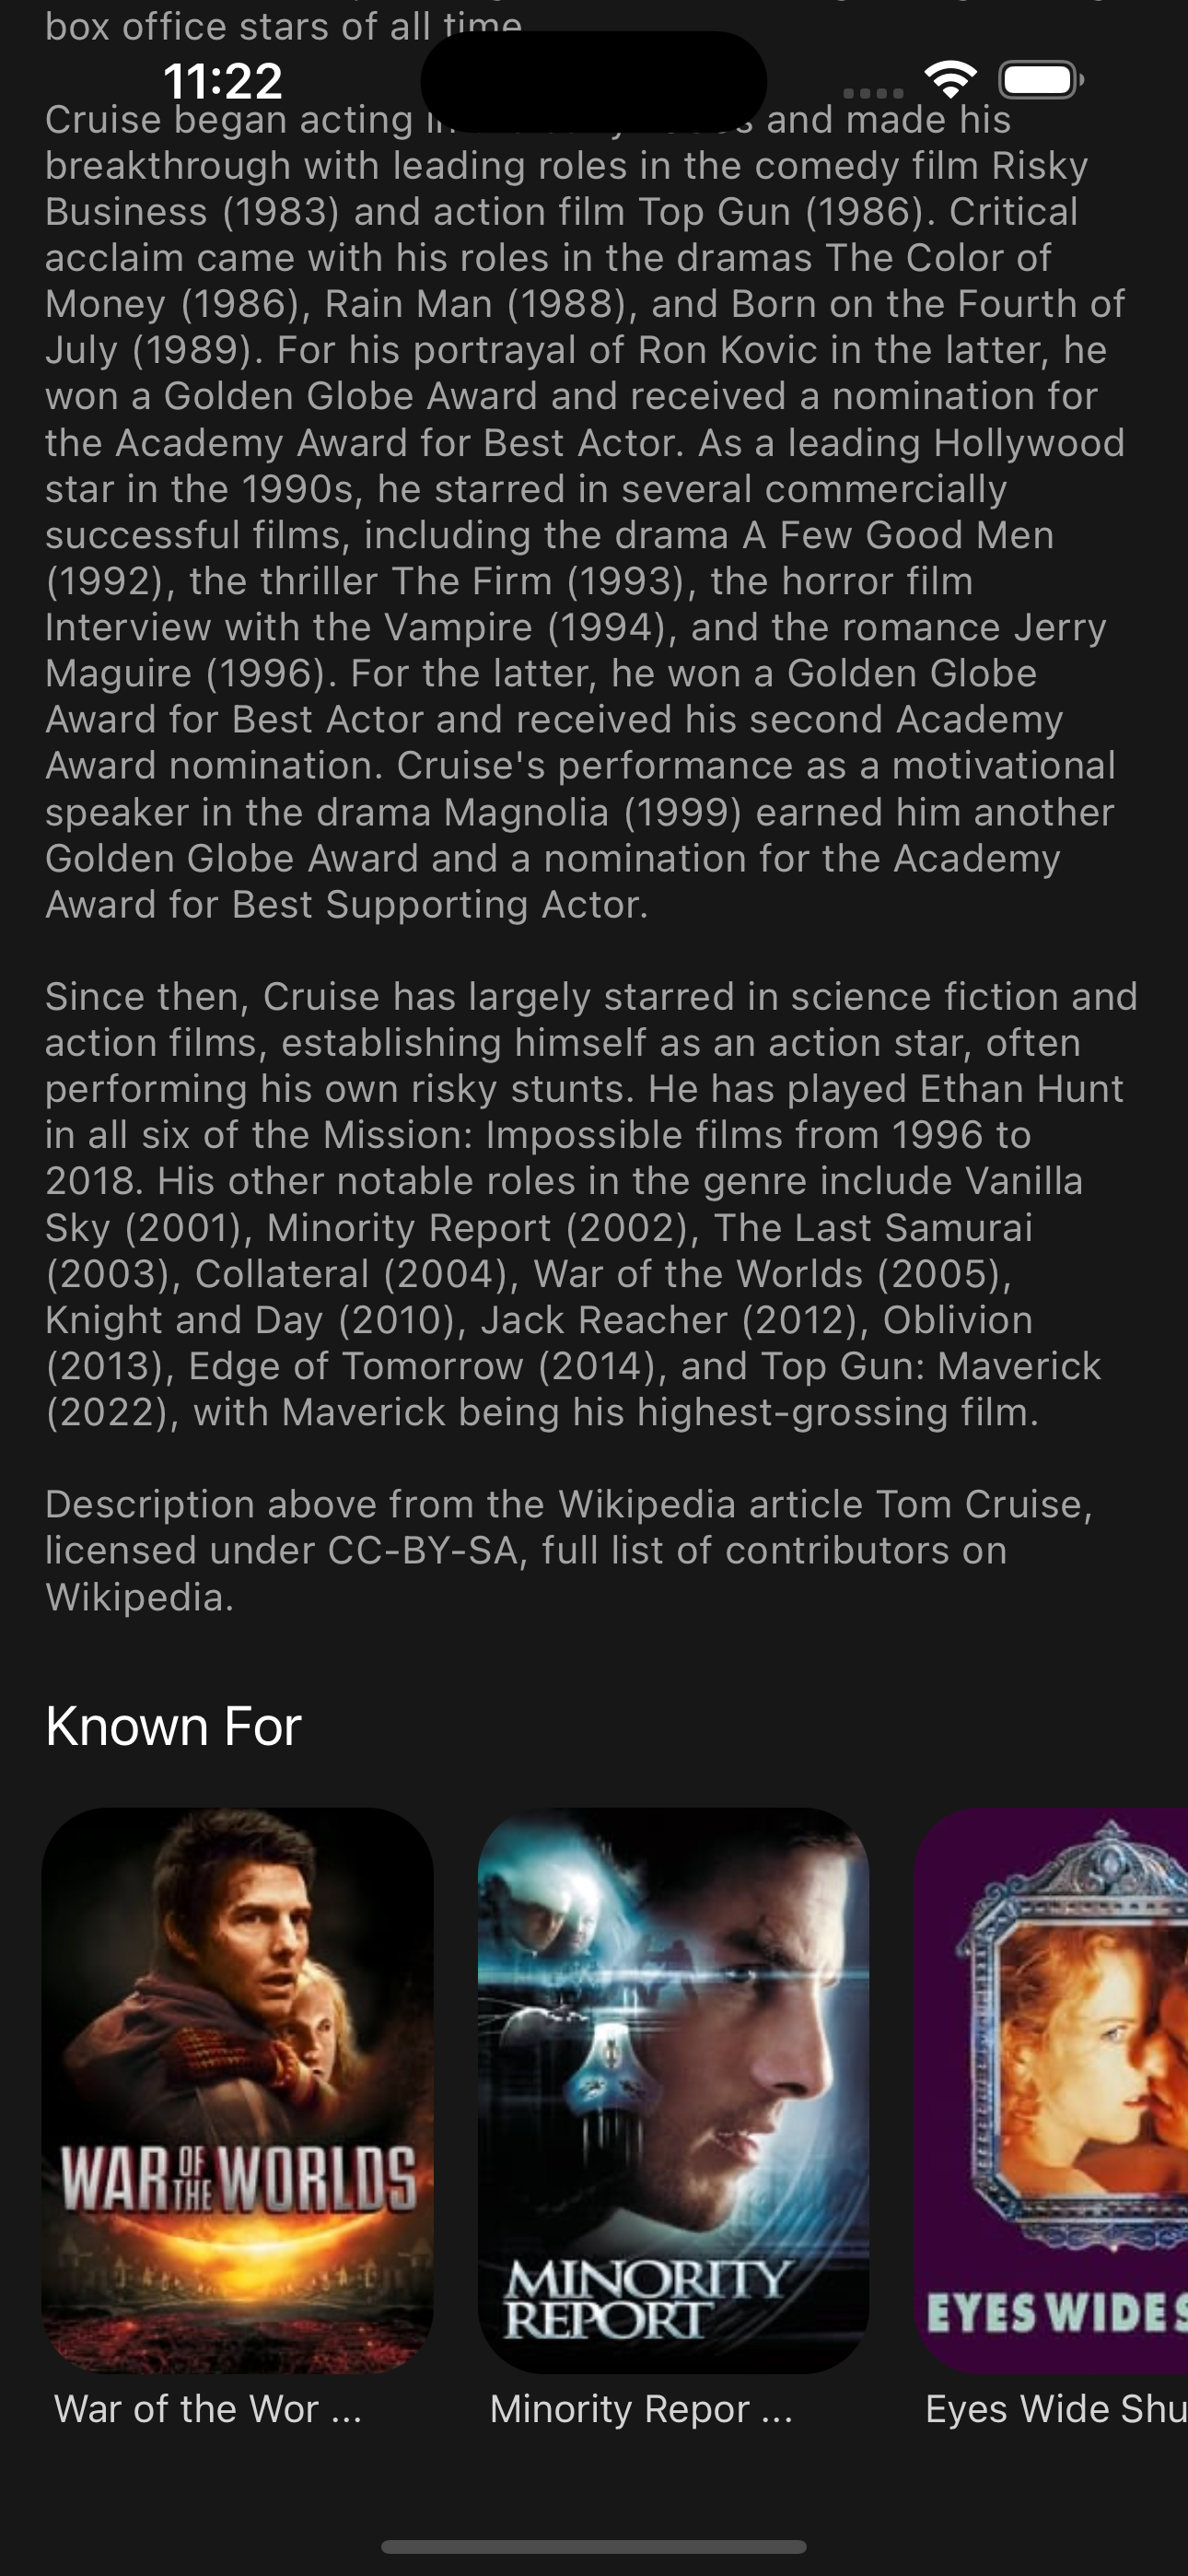 box office stars of all time.
11:22
Cruise began acting in and made his
breakthrough with leading roles in the comedy film Risky
Business (1983) and action film Top Gun (1986). Critical
acclaim came with his roles in the dramas The Color of
Money (1986), Rain Man (1988), and Born on the Fourth of
July (1989). For his portrayal of Ron Kovic in the latter, he
won a Golden Globe Award and received a nomination for
the Academy Award for Best Actor. As a leading Hollywood
star in the 1990s, he starred in several commercially
successful films, including the drama A Few Good Men
(1992), the thriller The Firm (1993), the horror film
Interview with the Vampire (1994), and the romance Jerry
Maguire (1996). For the latter, he won a Golden Globe
Award for Best Actor and received his second Academy
Award nomination. Cruise's performance as a motivational
speaker in the drama Magnolia (1999) earned him another
Golden Globe Award and a nomination for the Academy
Award for Best Supporting Actor.
Since then, Cruise has largely starred in science fiction and
action films, establishing himself as an action star, often
performing his own risky stunts. He has played Ethan Hunt
in all six of the Mission: Impossible films from 1996 to
2018. His other notable roles in the genre include Vanilla
Sky (2001), Minority Report (2002), The Last Samurai
(2003), Collateral (2004), War of the Worlds (2005),
Knight and Day (2010), Jack Reacher (2012), Oblivion
(2013), Edge of Tomorrow (2014), and Top Gun: Maverick
(2022), with Maverick being his highest-grossing film.
Description above from the Wikipedia article Tom Cruise,
licensed under CC-BY-SA, full list of contributors on
Wikipedia.
Known For
WAR OF THE WORLDS
MINORITY
REPORT
EYES WIDE S
War of the Wor ...
Minority Repor ...
Eyes Wide Shu